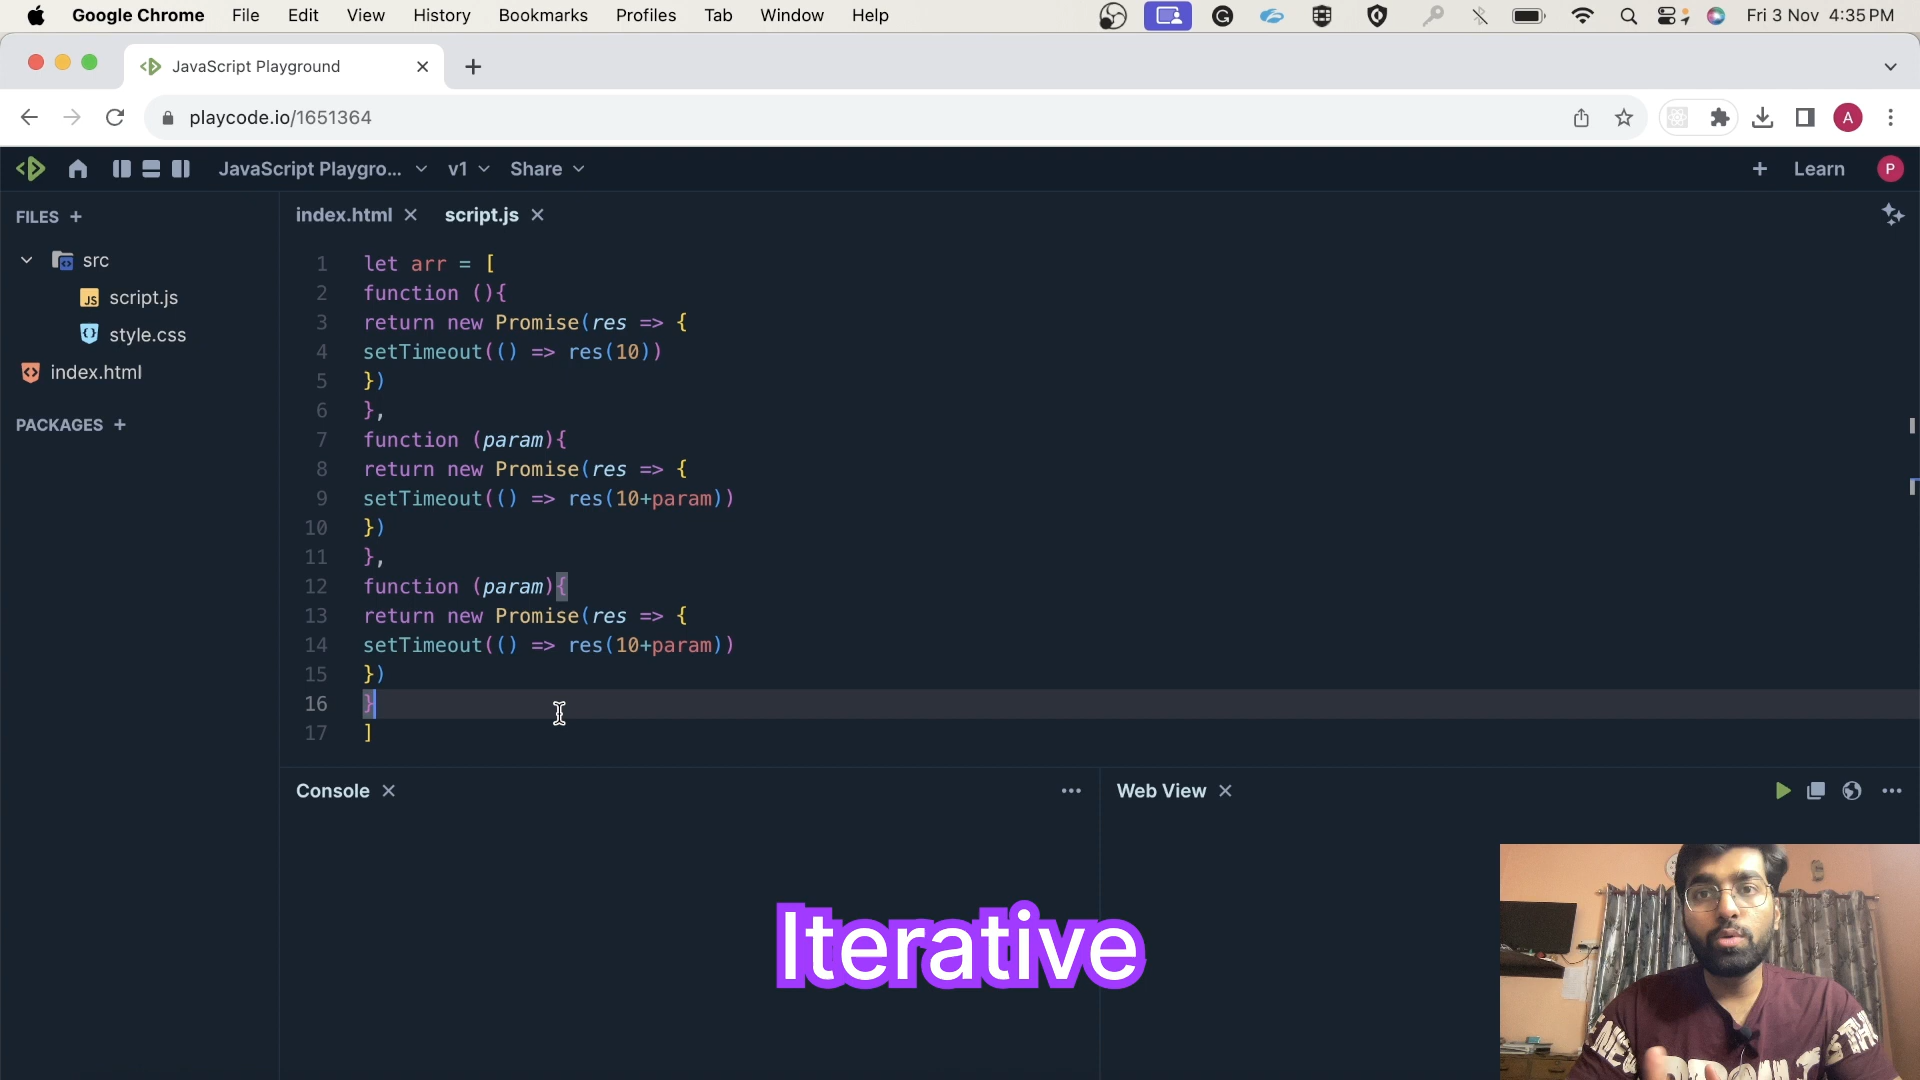 Google Chrome File Edit View History Bookmarks Profiles Tab Window Help Fri 3 Nov 4:35 PM
JavaScript Playground
playcode.io/1651364
A
JavaScript Playgro... v1 Share + Learn P
FILES +
src
JS script.js
style.css
index.html
PACKAGES +
index.html script.js
1 let arr = [
2 function (){
3 return new Promise(res => {
4 setTimeout(() => res(10))
5 })
6 },
7 function (param){
8 return new Promise(res => {
9 setTimeout(() => res(10+param))
10 })
11 },
12 function (param){
13 return new Promise(res => {
14 setTimeout(() => res(10+param))
15 })
16 }
17 ]
Console
Web View
Iterative